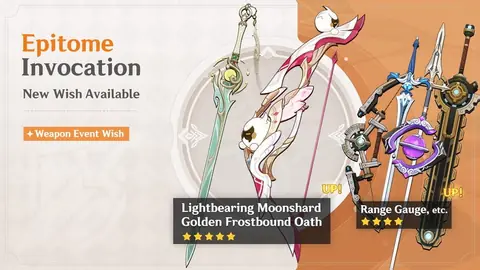 Epitome
Invocation
New Wish Available
+ Weapon Event Wish
UP!
Lightbearing Moonshard
Golden Frostbound Oath
UP!
Range Gauge, etc.